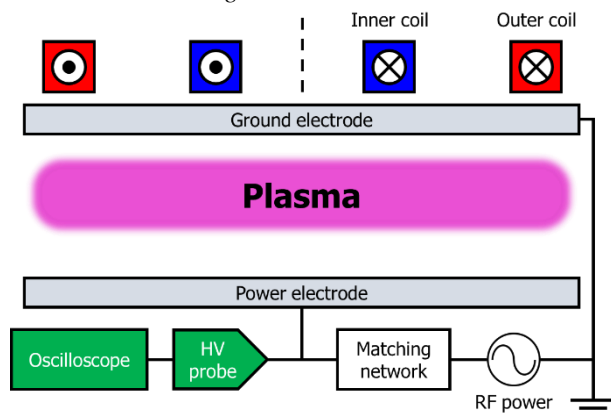 Inner coil
Outer coil
Ground electrode
Plasma
Power electrode
Oscilloscope
HV
probe
Matching
network
RF power